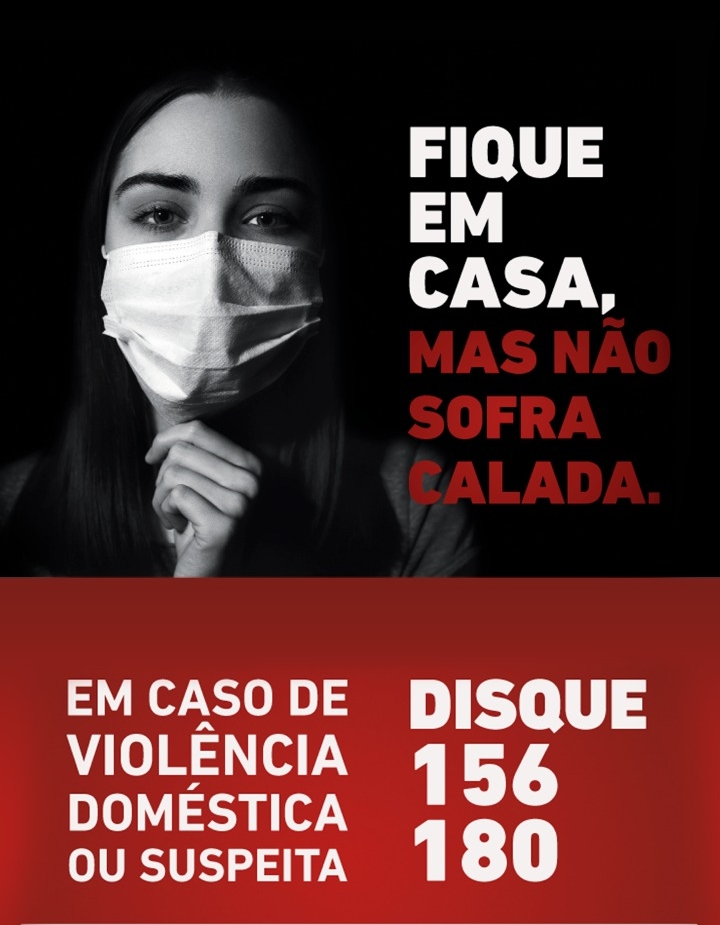 FIQUE
EM
CASA,
MAS NÃO
SOFRA
CALADA.
EM CASO DE
VIOLÊNCIA
DOMÉSTICA
OU SUSPEITA
DISQUE
156
180